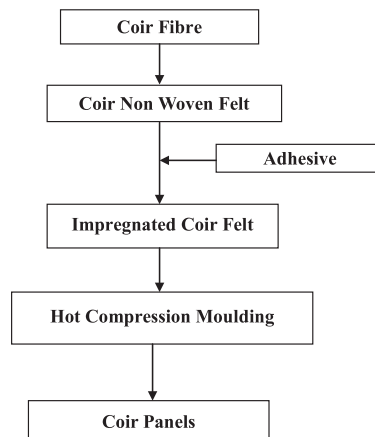 Coir Fibre
Coir Non Woven Felt
Adhesive
Impregnated Coir Felt
Hot Compression Moulding
Coir Panels